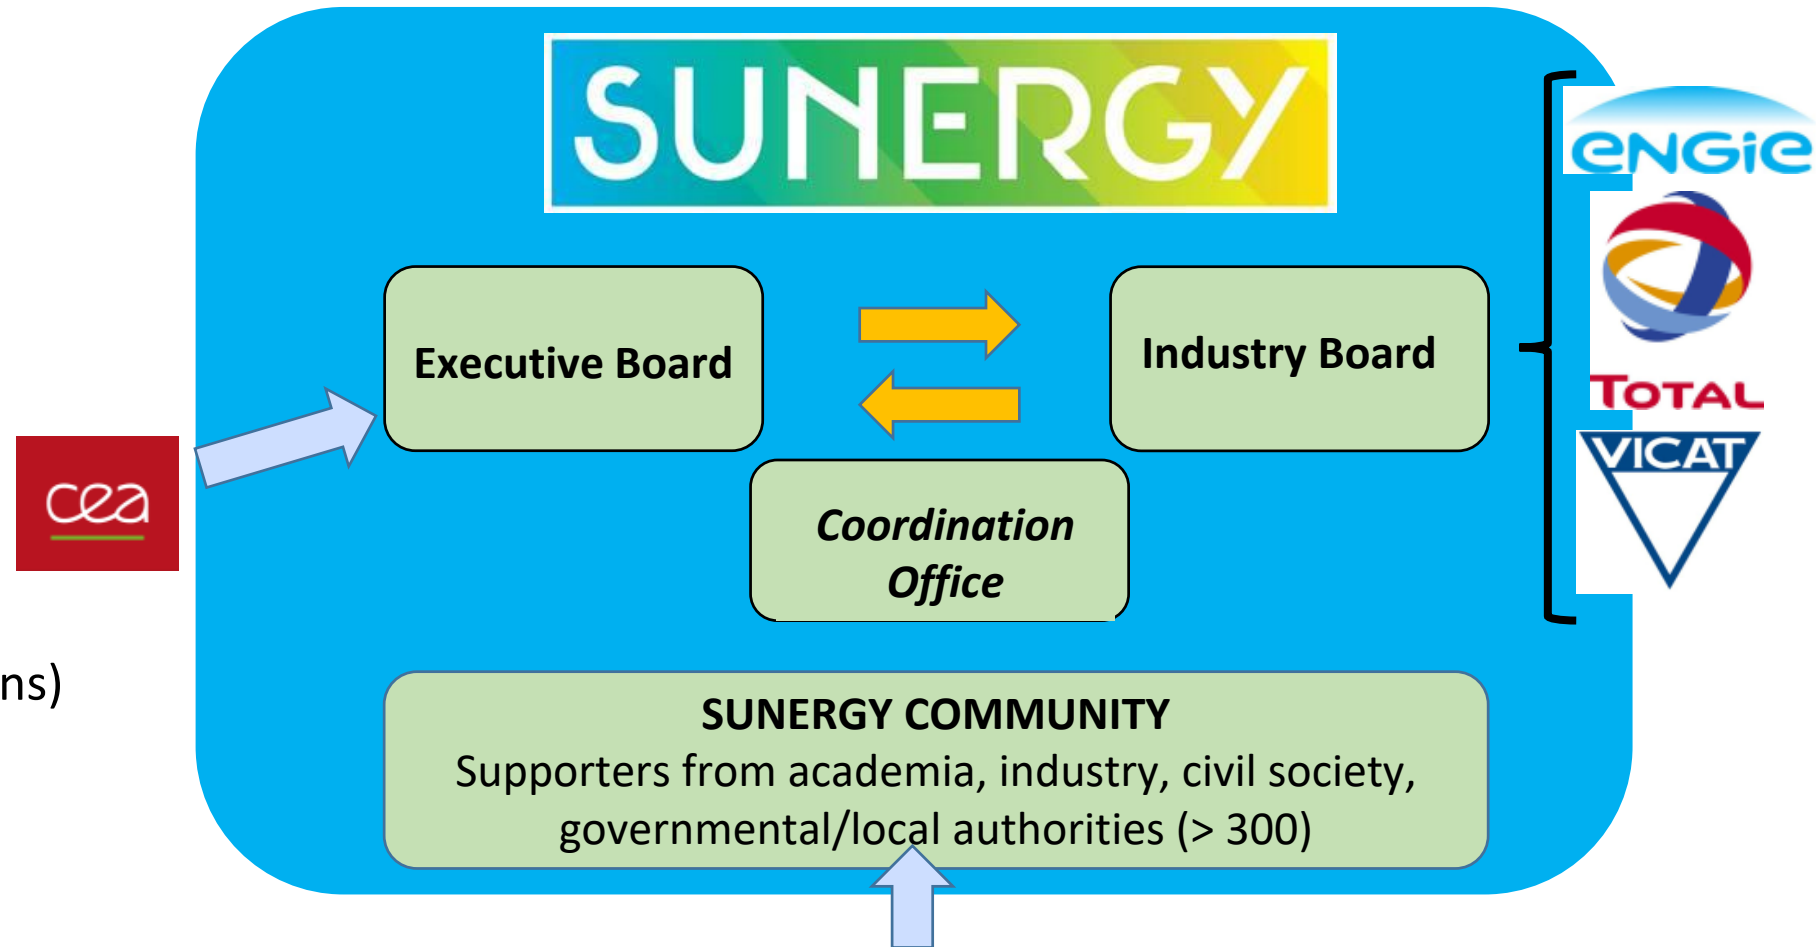 SUNERGY
ENGIE
Executive Board
Industry Board
TOTAL
cea
VICAT
Coordination
Office
ns)
SUNERGY COMMUNITY
Supporters from academia, industry, civil society,
governmental/local authorities (> 300)